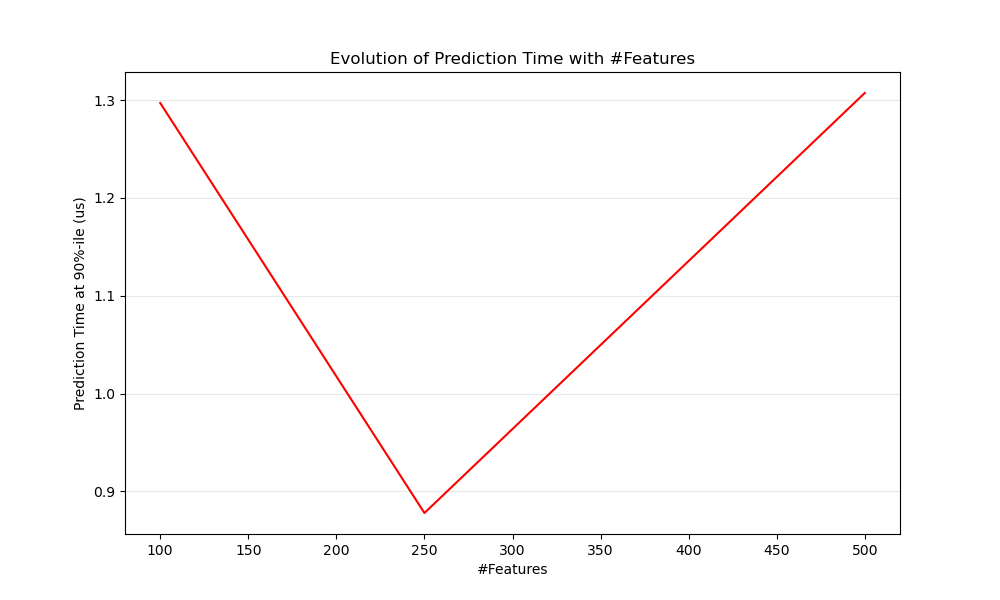 Evolution of Prediction Time with #Features
Prediction Time at 90%-ile (us)
1.3
1.2
1.1
1.0
0.9
100 150 200 250 300 350 400 450 500
#Features